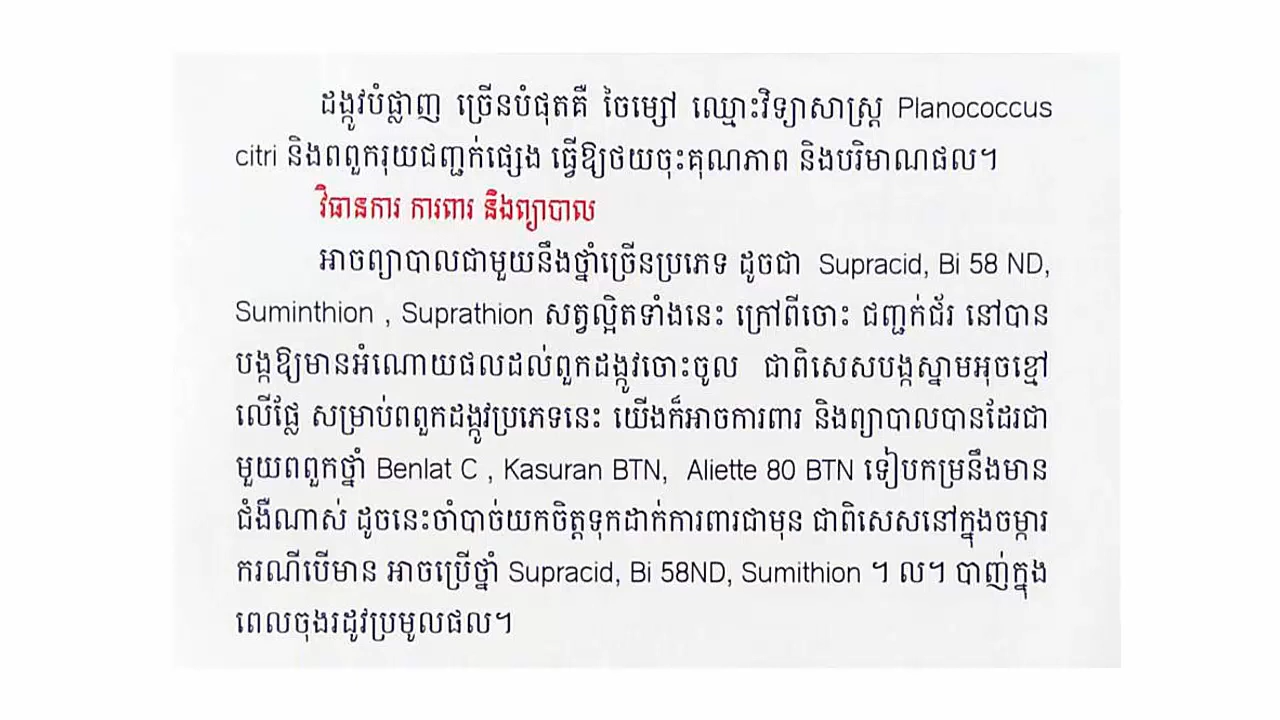 ដង្កូវបំផ្លាញ ច្រើនបំផុតគឺ ចៃម្សៅ ឈ្មោះវិទ្យាសាស្ត្រ Planococcus
citri និងពពួករុយជញ្ជក់ផ្សេង ធ្វើឱ្យថយចុះគុណភាព និងបរិមាណផល។
វិធានការ ការពារ និងព្យាបាល
អាចព្យាបាលជាមួយនឹងថ្នាំច្រើនប្រភេទ ដូចជា Supracid, Bi 58 ND,
Suminthion , Suprathion សត្វល្អិតទាំងនេះ ក្រៅពីចោះ ជញ្ជក់ជ័រ នៅបាន
បង្កឱ្យមានអំណោយផលដល់ពួកដង្កូវចោះចូល ជាពិសេសបង្កស្នាមអុចខ្មៅ
លើផ្លែ សម្រាប់ពពួកដង្កូវប្រភេទនេះ យើងក៏អាចការពារ និងព្យាបាលបានដែរជា
មួយពពួកថ្នាំ Benlat C , Kasuran BTN, Aliette 80 BTN ទៀបកម្រនឹងមាន
ជំងឺណាស់ ដូចនេះចាំបាច់យកចិត្តទុកដាក់ការពារជាមុន ជាពិសេសនៅក្នុងចម្ការ
ករណីបើមាន អាចប្រើថ្នាំ Supracid, Bi 58ND, Sumithion ។ ល។ បាញ់ក្នុង
ពេលចុងរដូវប្រមូលផល។